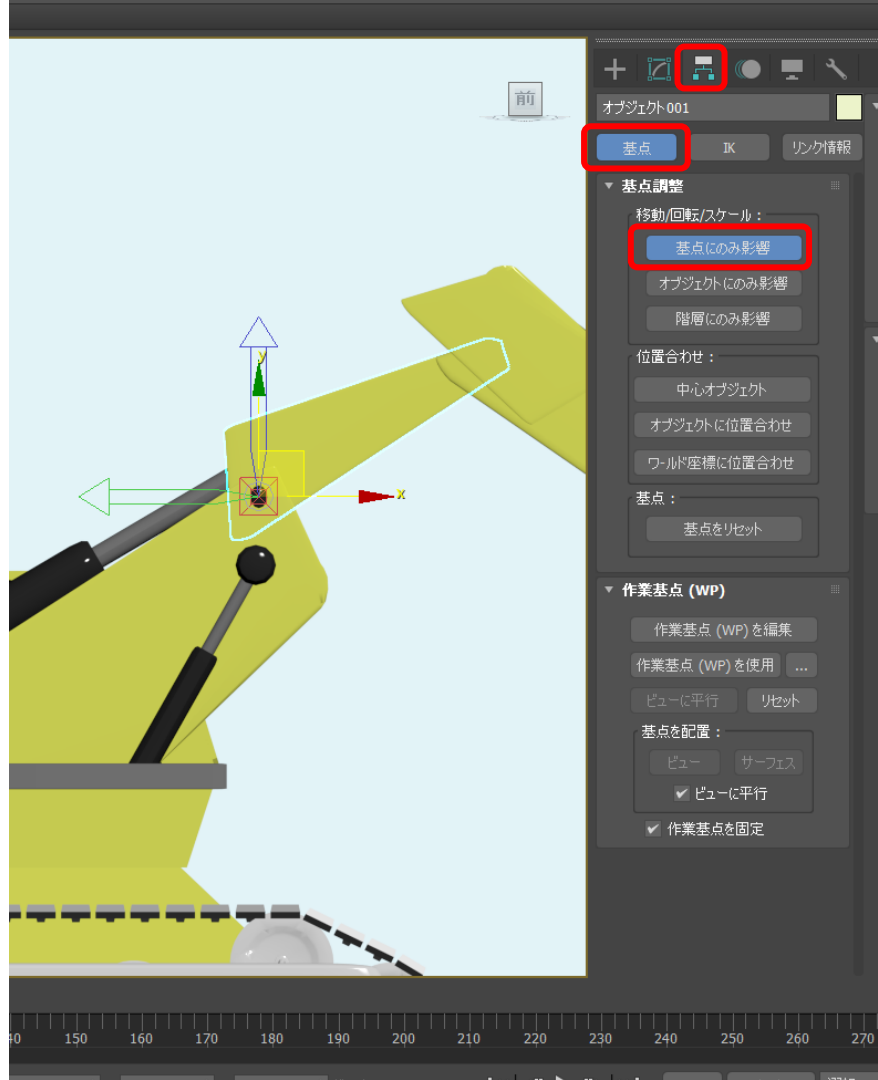 前
y
x
オブジェクト001
基点 IK リンク情報
基点調整
移動/回転/スケール：
基点にのみ影響
オブジェクトにのみ影響
階層にのみ影響
位置合わせ：
中心オブジェクト
オブジェクトに位置合わせ
ワールド座標に位置合わせ
基点：
基点をリセット
作業基点 (WP)
作業基点 (WP) を編集
作業基点 (WP) を使用 ...
ビューに平行 リセット
基点を配置：
ビュー サーフェス
ビューに平行
作業基点を固定
150 160 170 180 190 200 210 220 230 240 250 260 270